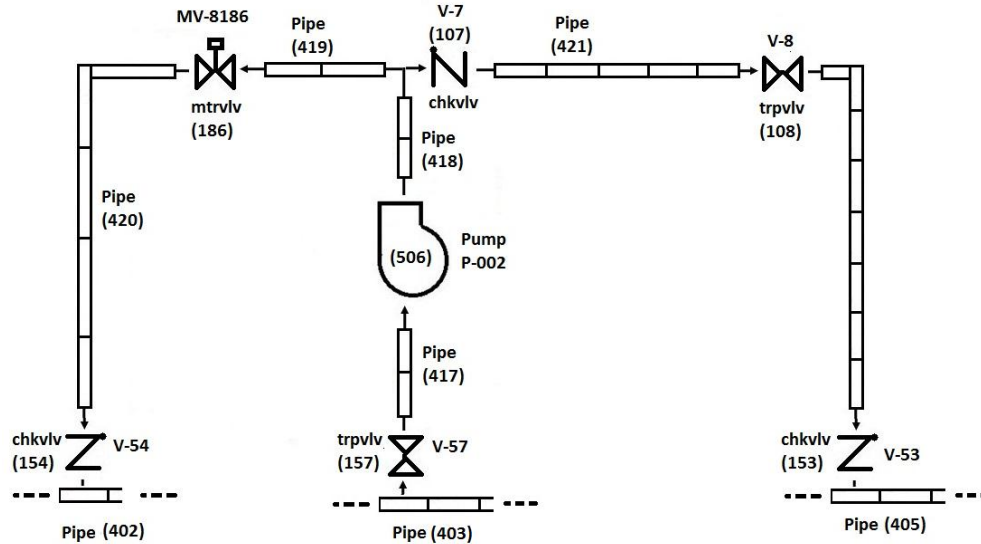 MV-8186
Pipe
(419)
V-7
(107)
Pipe
(421)
V-8
mtrvlv
(186)
chkvlv
trpvlv
(108)
Pipe
(418)
Pipe
(420)
(506)
Pump
P-002
Pipe
(417)
chkvlv
(154)
V-54
trpvlv
(157)
V-57
chkvlv
(153)
V-53
Pipe (402)
Pipe (403)
Pipe (405)